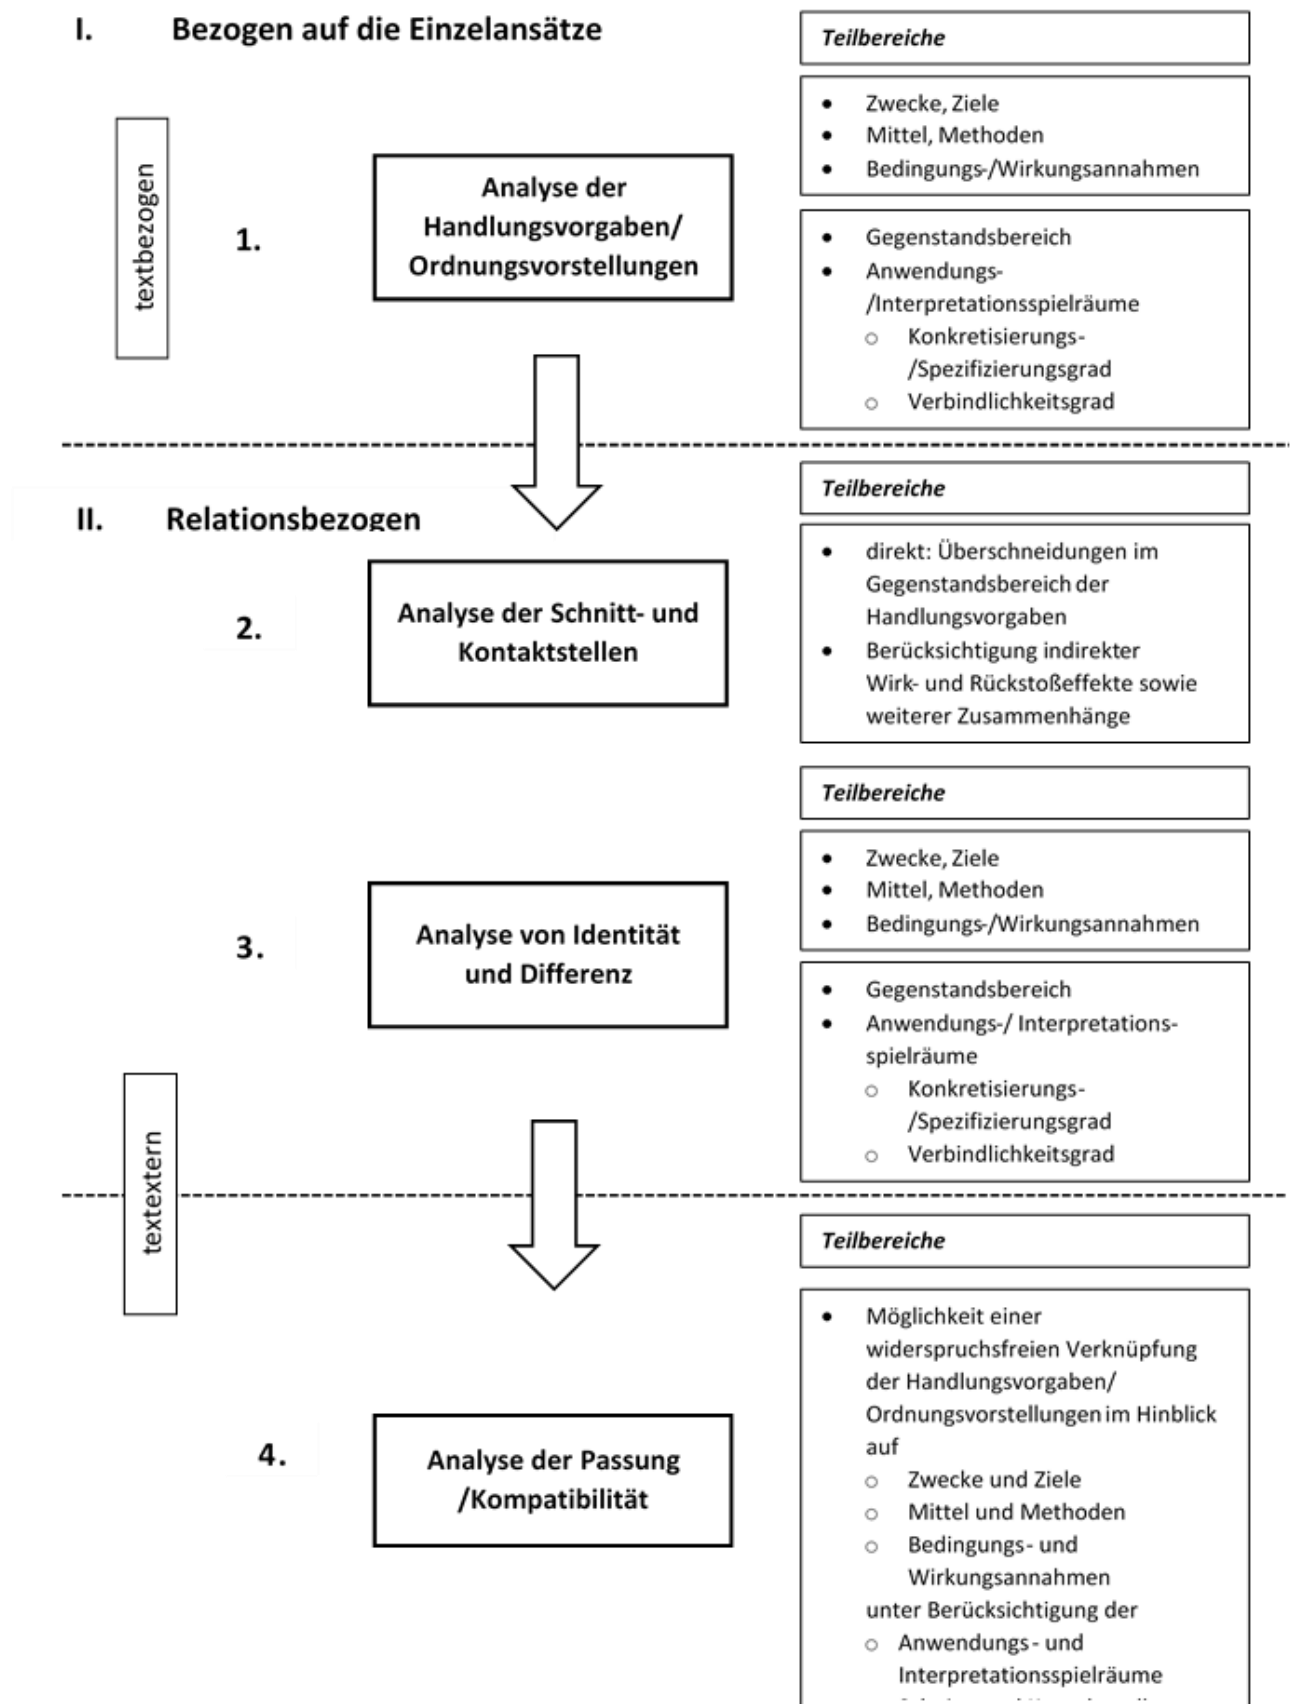 I. Bezogen auf die Einzelansätze
Teilbereiche
• Zwecke, Ziele
• Mittel, Methoden
• Bedingungs-/Wirkungsannahmen
textbezogen
1.
Analyse der
Handlungsvorgaben/
Ordnungsvorstellungen
• Gegenstandsbereich
• Anwendungs-
/Interpretationsspielräume
o Konkretisierungs-
/Spezifizierungsgrad
o Verbindlichkeitsgrad
II. Relationsbezogen
Teilbereiche
2.
Analyse der Schnitt- und
Kontaktstellen
• direkt: Überschneidungen im
Gegenstandsbereich der
Handlungsvorgaben
• Berücksichtigung indirekter
Wirk- und Rückstoßeffekte sowie
weiterer Zusammenhänge
Teilbereiche
3.
Analyse von Identität
und Differenz
• Zwecke, Ziele
• Mittel, Methoden
• Bedingungs-/Wirkungsannahmen
• Gegenstandsbereich
• Anwendungs-/ Interpretations-
spielräume
o Konkretisierungs-
/Spezifizierungsgrad
o Verbindlichkeitsgrad
textextern
Teilbereiche
4.
Analyse der Passung
/Kompatibilität
• Möglichkeit einer
widerspruchsfreien Verknüpfung
der Handlungsvorgaben/
Ordnungsvorstellungen im Hinblick
auf
o Zwecke und Ziele
o Mittel und Methoden
o Bedingungs- und
Wirkungsannahmen
unter Berücksichtigung der
o Anwendungs- und
Interpretationsspielräume